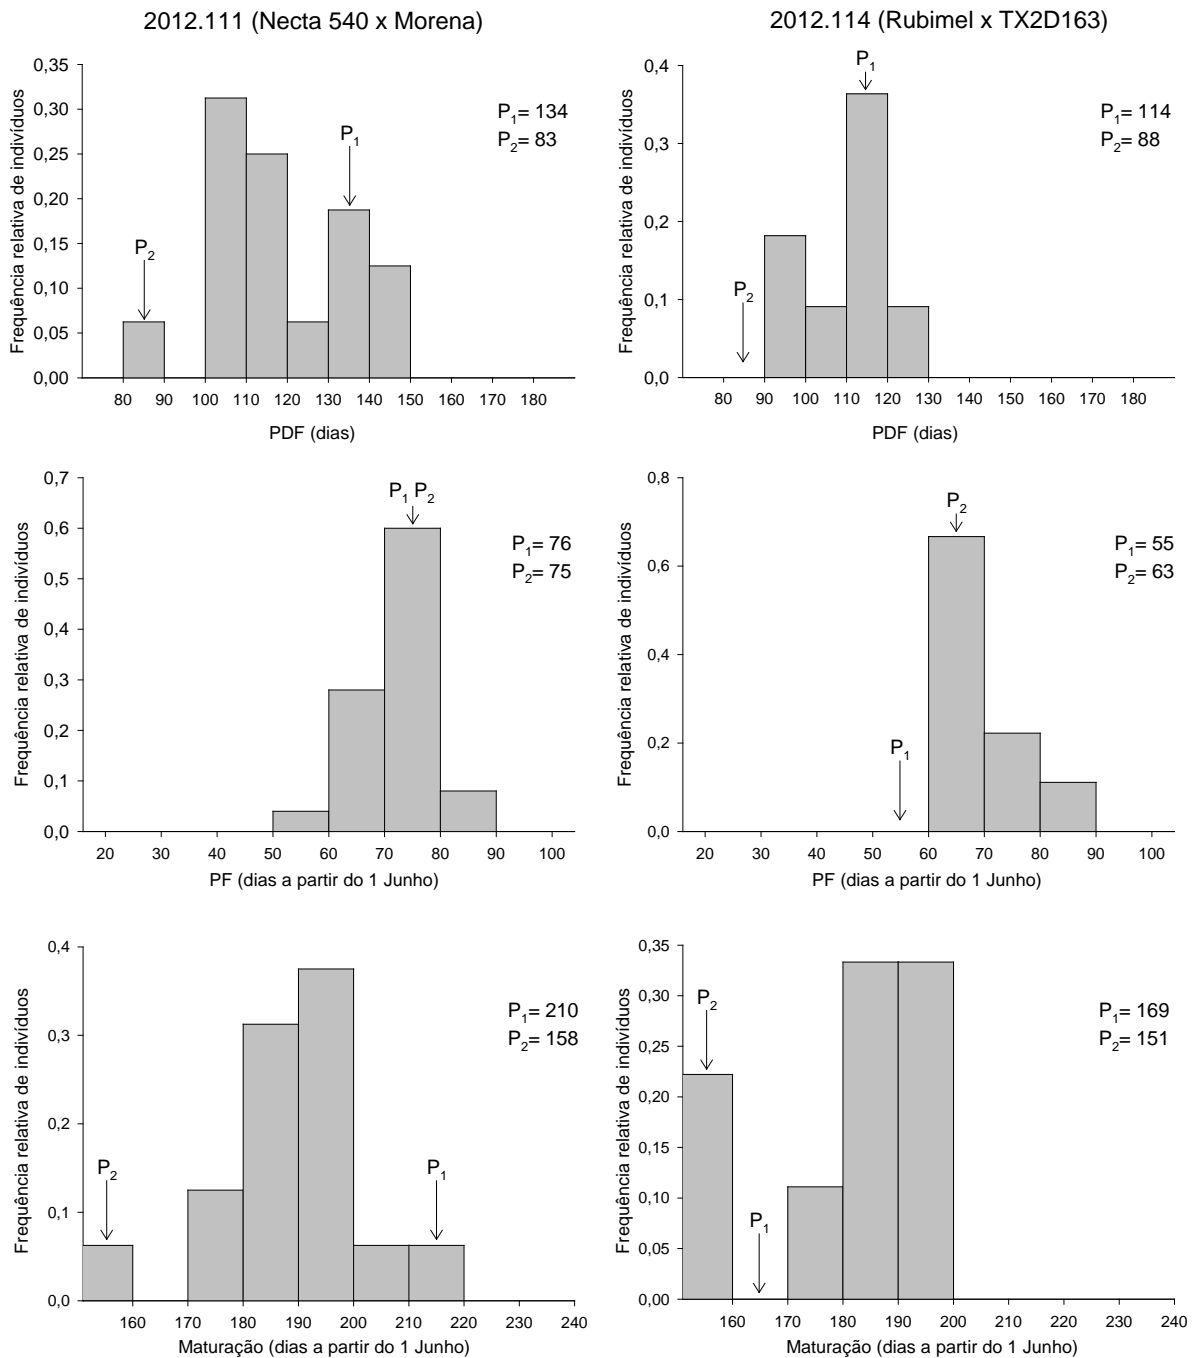 2012.111 (Necta 540 x Morena)
0,35
0,30
0,25
0,20
0,15
0,10
0,05
0,00
Frequência relativa de indivíduos
P2
P1
P1= 134
P2= 83
80 90 100 110 120 130 140 150 160 170 180
PDF (dias)
2012.114 (Rubimel x TX2D163)
0,4
0,3
0,2
0,1
0,0
Frequência relativa de indivíduos
P2
P1
P1= 114
P2= 88
80 90 100 110 120 130 140 150 160 170 180
PDF (dias)
0,7
0,6
0,5
0,4
0,3
0,2
0,1
0,0
Frequência relativa de indivíduos
P1 P2
P1= 76
P2= 75
20 30 40 50 60 70 80 90 100
PF (dias a partir do 1 Junho)
0,8
0,6
0,4
0,2
0,0
Frequência relativa de indivíduos
P1
P2
P1= 55
P2= 63
20 30 40 50 60 70 80 90 100
PF (dias a partir do 1 Junho)
0,4
0,3
0,2
0,1
0,0
Frequência relativa de indivíduos
P2
P1
P1= 210
P2= 158
160 170 180 190 200 210 220 230 240
Maturação (dias a partir do 1 Junho)
0,35
0,30
0,25
0,20
0,15
0,10
0,05
0,00
Frequência relativa de indivíduos
P2
P1
P1= 169
P2= 151
160 170 180 190 200 210 220 230 240
Maturação (dias a partir do 1 Junho)